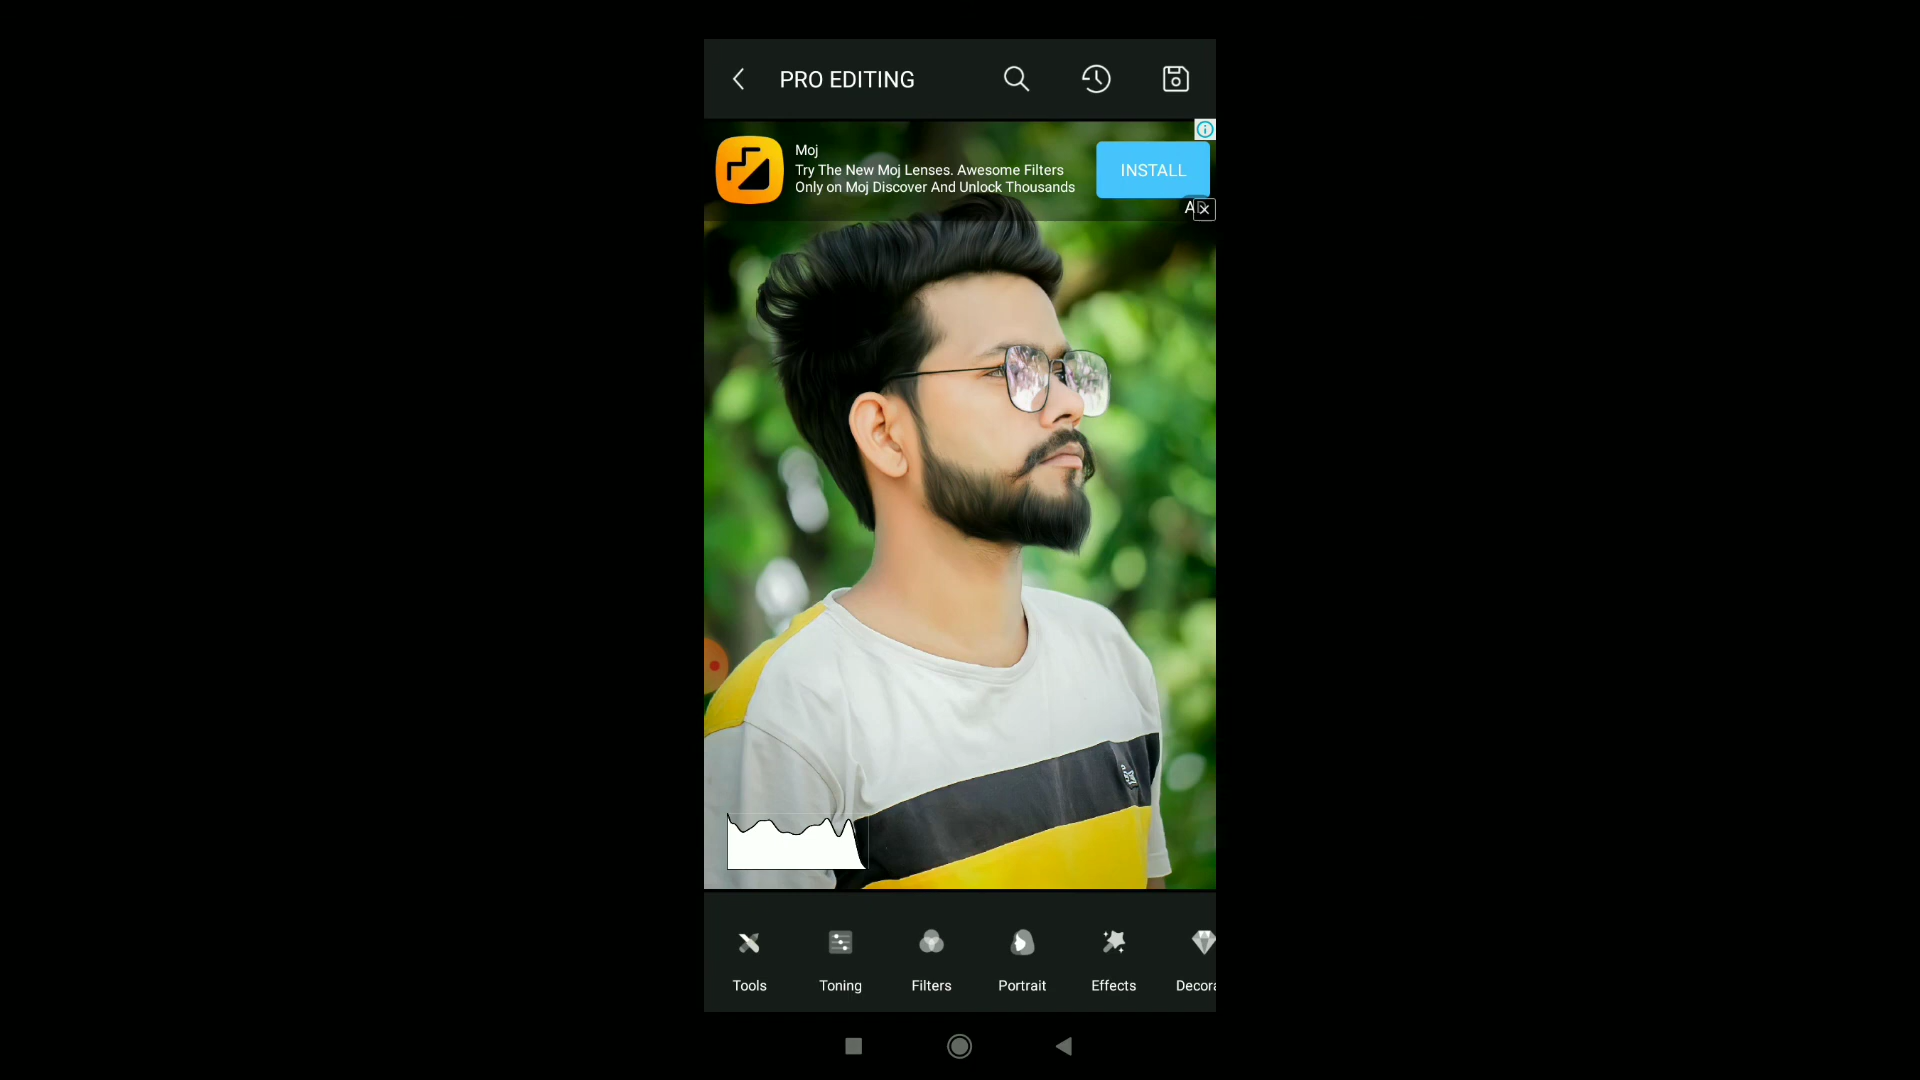 PRO EDITING
Moj
Try The New Moj Lenses. Awesome Filters
Only on Moj Discover And Unlock Thousands
INSTALL
Tools
Toning
Filters
Portrait
Effects
Decora